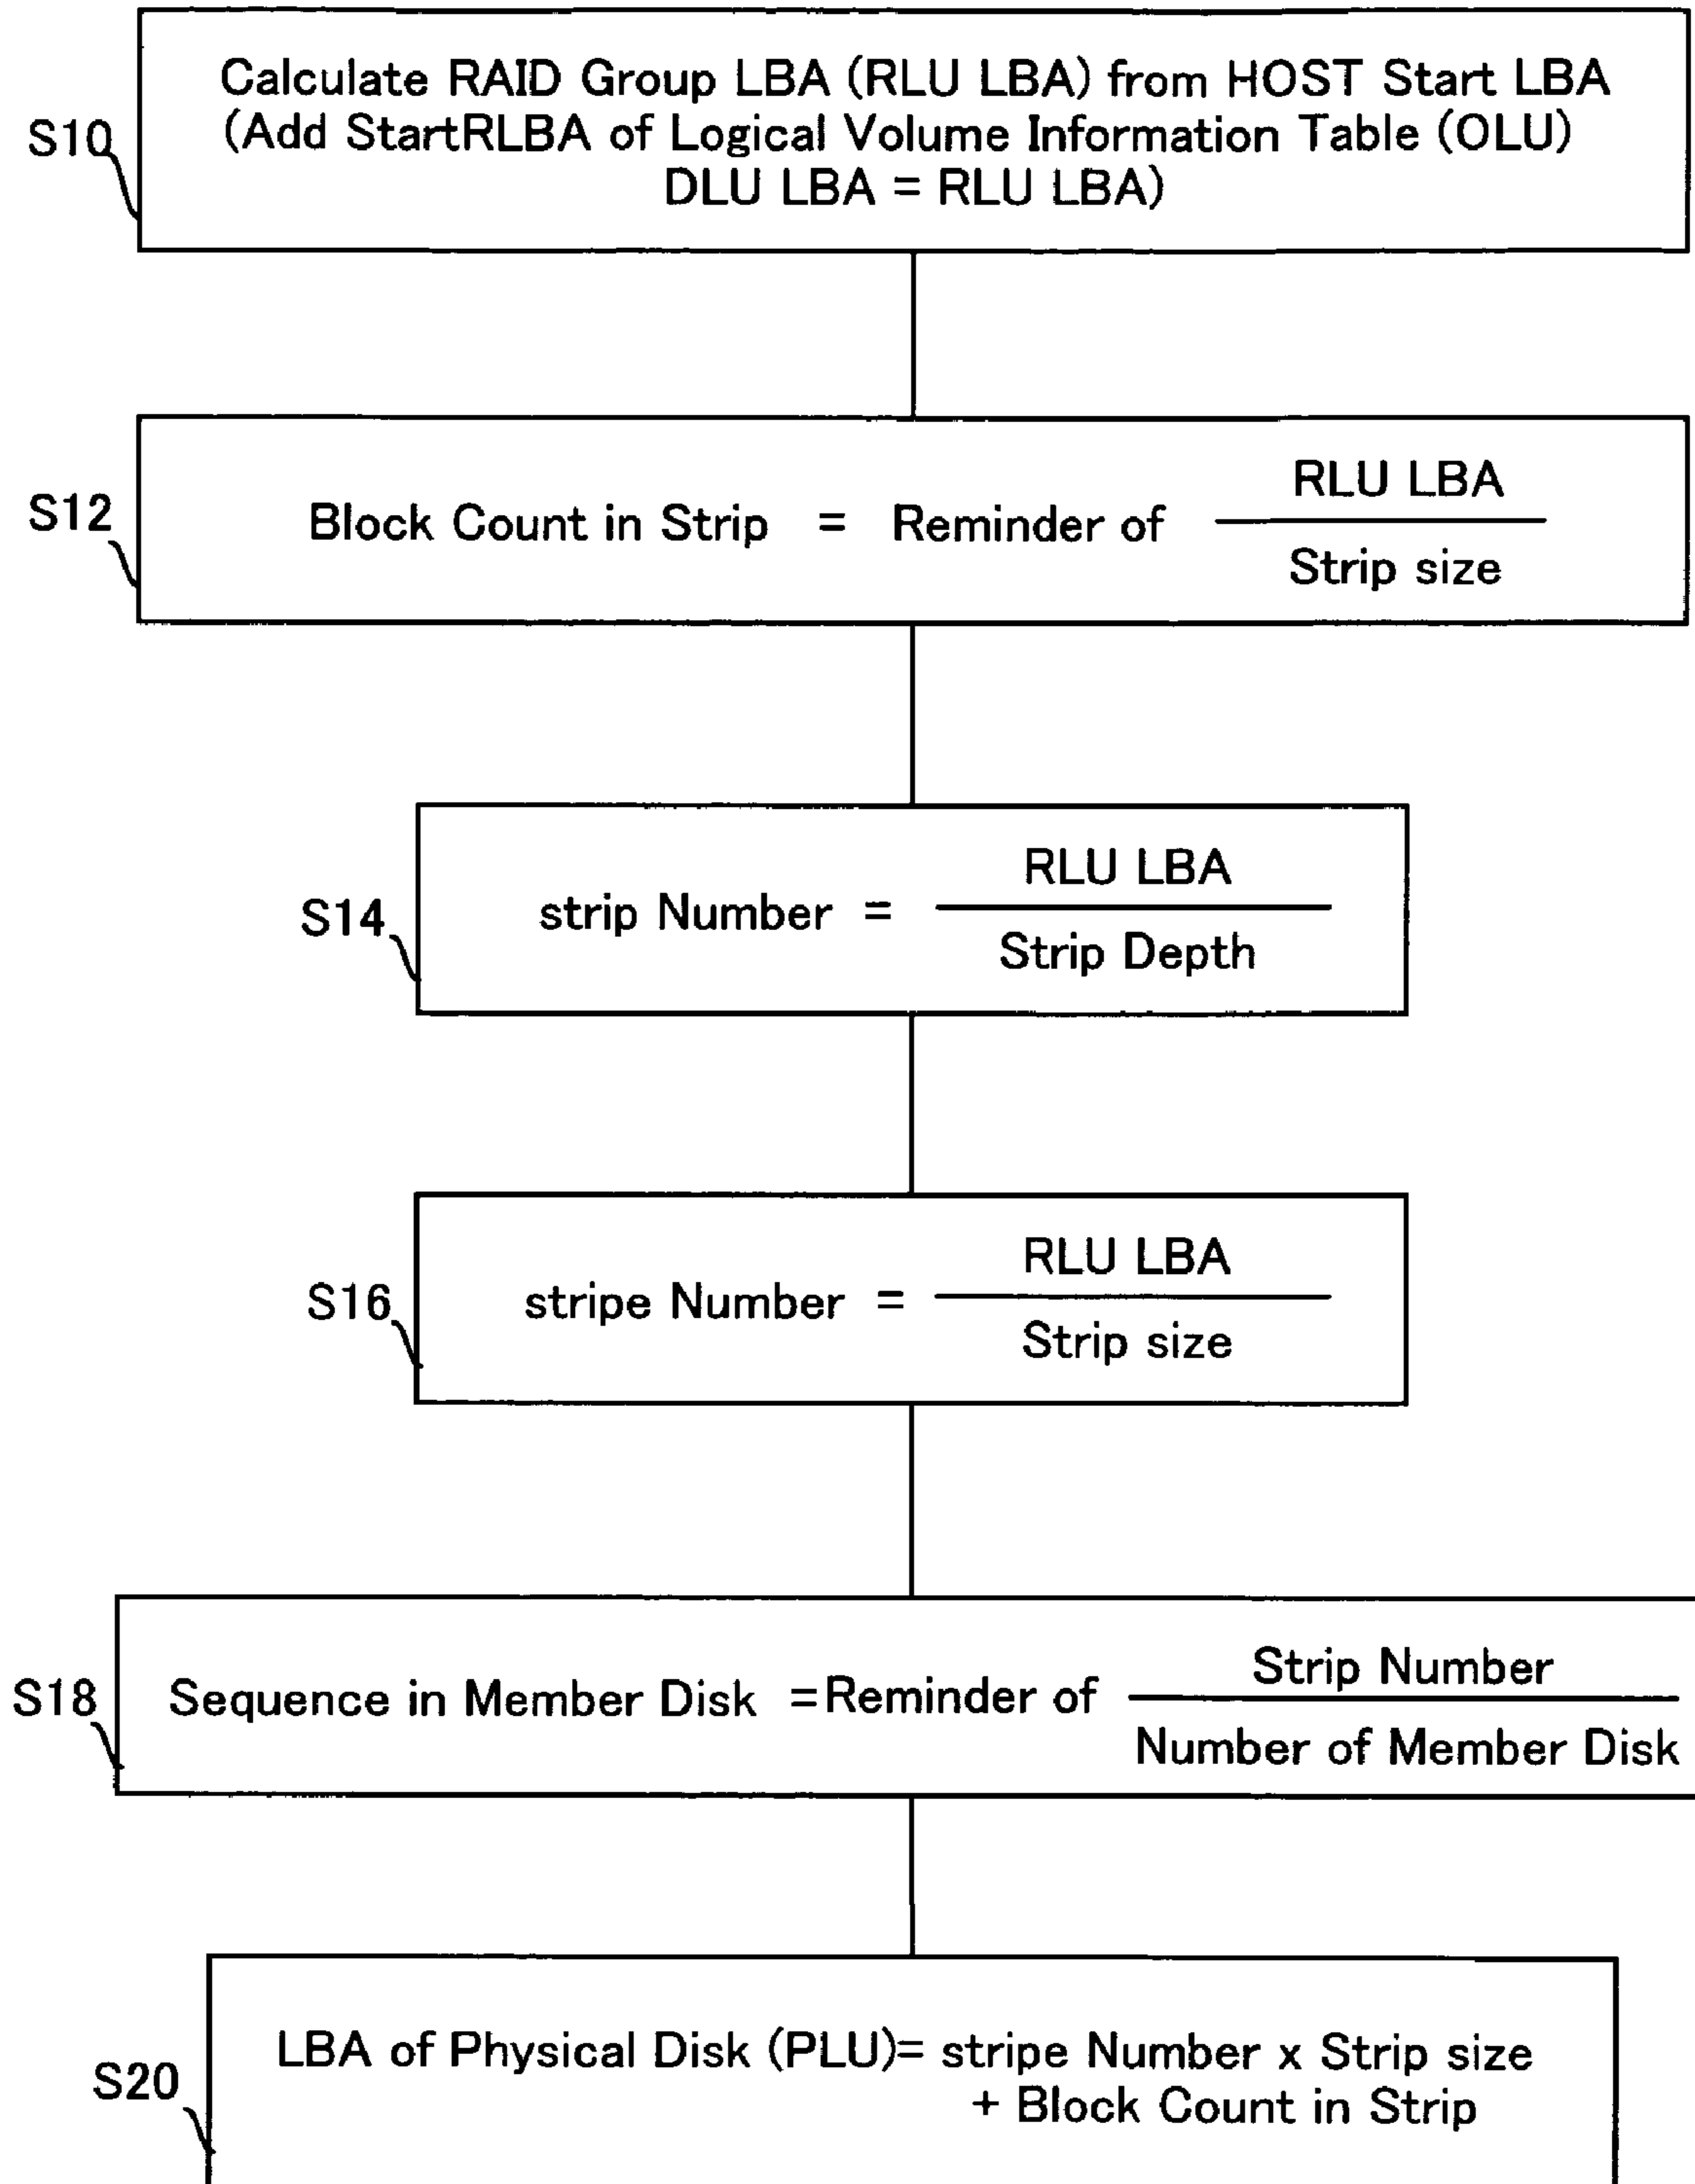 Calculate RAID Group LBA (RLU LBA) from HOST Start LBA
(Add StartRLBA of Logical Volume Information Table (OLU)
DLU LBA = RLU LBA)
S10
S12
Block Count in Strip = Reminder of
RLU LBA
Strip size
S14
strip Number =
RLU LBA
Strip Depth
S16
stripe Number =
RLU LBA
Strip size
S18
Sequence in Member Disk =Reminder of
Strip Number
Number of Member Disk
S20
LBA of Physical Disk (PLU)= stripe Number x Strip size
+ Block Count in Strip